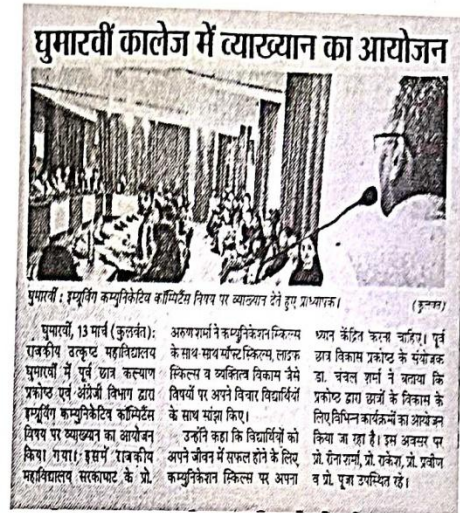 घुमारवीं कालेज में व्याख्यान का आयोजन
घुमारवीं : इम्प्रूविंग कम्युनिकेटिव कॉम्पिटैंस विषय पर व्याख्यान देते हुए प्राध्यापक।
घुमारवीं, 13 मार्च (कुलवंत):
राजकीय उत्कृष्ट महाविद्यालय
घुमारवीं में पूर्व छात्र कल्याण
प्रकोष्ठ एवं अंग्रेजी विभाग द्वारा
इम्प्रूविंग कम्युनिकेटिव कॉम्पिटैंस
विषय पर व्याख्यान का आयोजन
किया गया। इसमें राजकीय
महाविद्यालय सरकाघाट के प्रो.
अरुण शर्मा ने कम्युनिकेशन स्किल्स
के साथ-साथ सॉफ्ट स्किल्स, लाइफ
स्किल्स व व्यक्तित्व विकास जैसे
विषयों पर अपने विचार विद्यार्थियों
के साथ सांझा किए।
उन्होंने कहा कि विद्यार्थियों को
अपने जीवन में सफल होने के लिए
कम्युनिकेशन स्किल्स पर अपना
ध्यान केंद्रित करना चाहिए। पूर्व
छात्र विकास प्रकोष्ठ के संयोजक
डा. चंचल शर्मा ने बताया कि
प्रकोष्ठ द्वारा छात्रों के विकास के
लिए विभिन्न कार्यक्रमों का आयोजन
किया जा रहा है। इस अवसर पर
प्रो. रीना शर्मा, प्रो. राकेश, प्रो. प्रवीण
व प्रो. पूजा उपस्थित रहे।